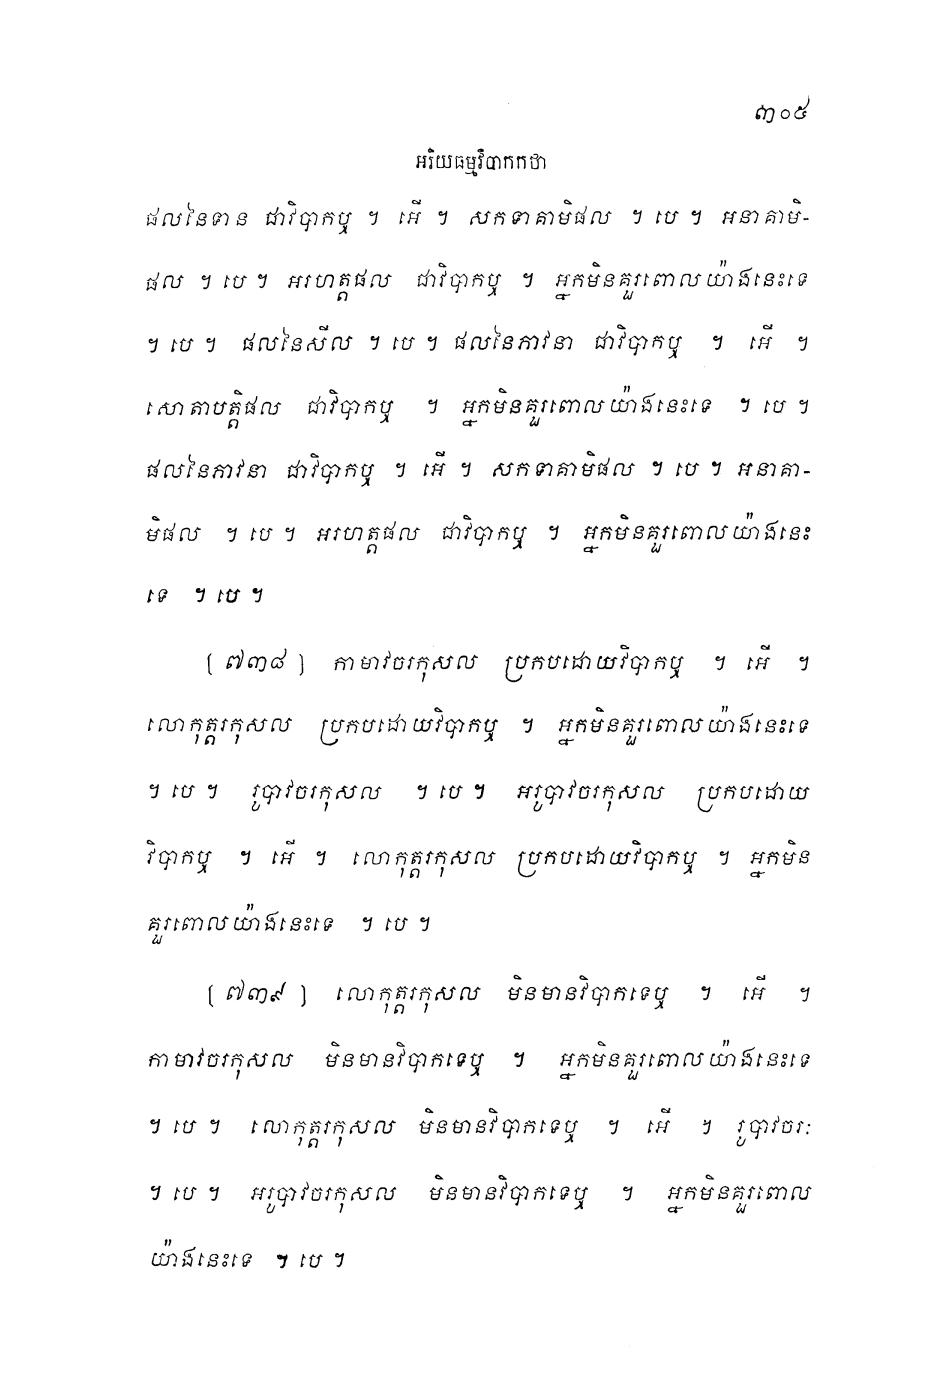 ៣០៥
អរិយធម្មវិបាកកថា
ផលនៃទាន ជាវិបាកឬ ។ អើ ។ សកទាគាមិផល ។ បេ ។ អនាគាមិ-
ផល ។ បេ ។ អរហត្តផល ជាវិបាកឬ ។ អ្នកមិនគួរពោលយ៉ាងនេះទេ
។ បេ ។ ផលនៃសីល ។ បេ ។ ផលនៃភាវនា ជាវិបាកឬ ។ អើ ។
សោតាបត្តិផល ជាវិបាកឬ ។ អ្នកមិនគួរពោលយ៉ាងនេះទេ ។ បេ ។
ផលនៃភាវនា ជាវិបាកឬ ។ អើ ។ សកទាគាមិផល ។ បេ ។ អនាគា-
មិផល ។ បេ ។ អរហត្តផល ជាវិបាកឬ ។ អ្នកមិនគួរពោលយ៉ាងនេះ
ទេ ។ បេ ។
(៧៣៨) កាមាវចរកុសល ប្រកបដោយវិបាកឬ ។ អើ ។
លោកុត្តរកុសល ប្រកបដោយវិបាកឬ ។ អ្នកមិនគួរពោលយ៉ាងនេះទេ
។ បេ ។ រូបាវចរកុសល ។ បេ ។ អរូបាវចរកុសល ប្រកបដោយ
វិបាកឬ ។ អើ ។ លោកុត្តរកុសល ប្រកបដោយវិបាកឬ ។ អ្នកមិន
គួរពោលយ៉ាងនេះទេ ។ បេ ។
(៧៣៩) លោកុត្តរកុសល មិនមានវិបាកទេឬ ។ អើ ។
កាមាវចរកុសល មិនមានវិបាកទេឬ ។ អ្នកមិនគួរពោលយ៉ាងនេះទេ
។ បេ ។ លោកុត្តរកុសល មិនមានវិបាកទេឬ ។ អើ ។ រូបាវចរៈ
។ បេ ។ អរូបាវចរកុសល មិនមានវិបាកទេឬ ។ អ្នកមិនគួរពោល
យ៉ាងនេះទេ ។ បេ ។